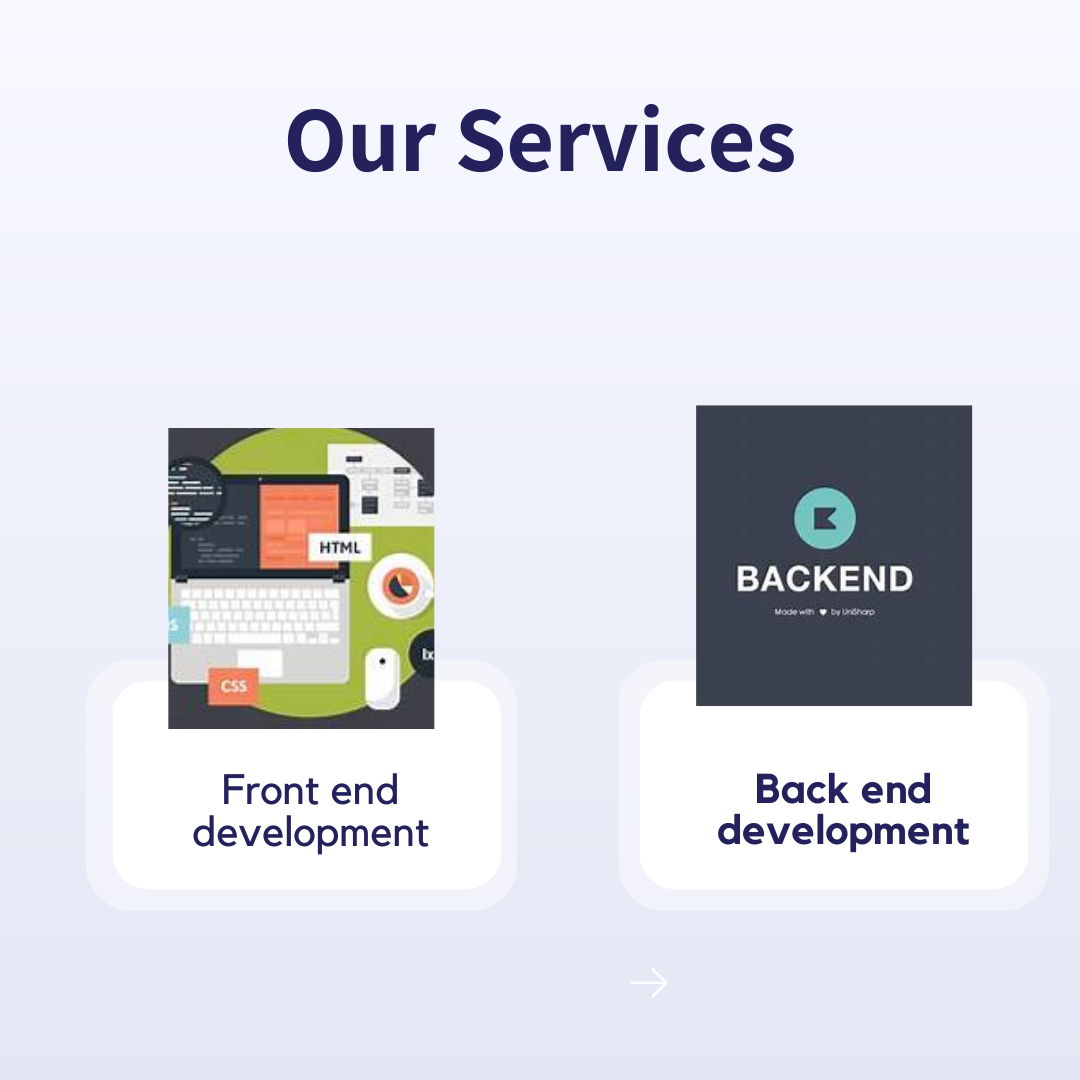 Our Services
HTML
S
CSS
BACKEND
Made with by UniSharp
Front end
development
Back end
development